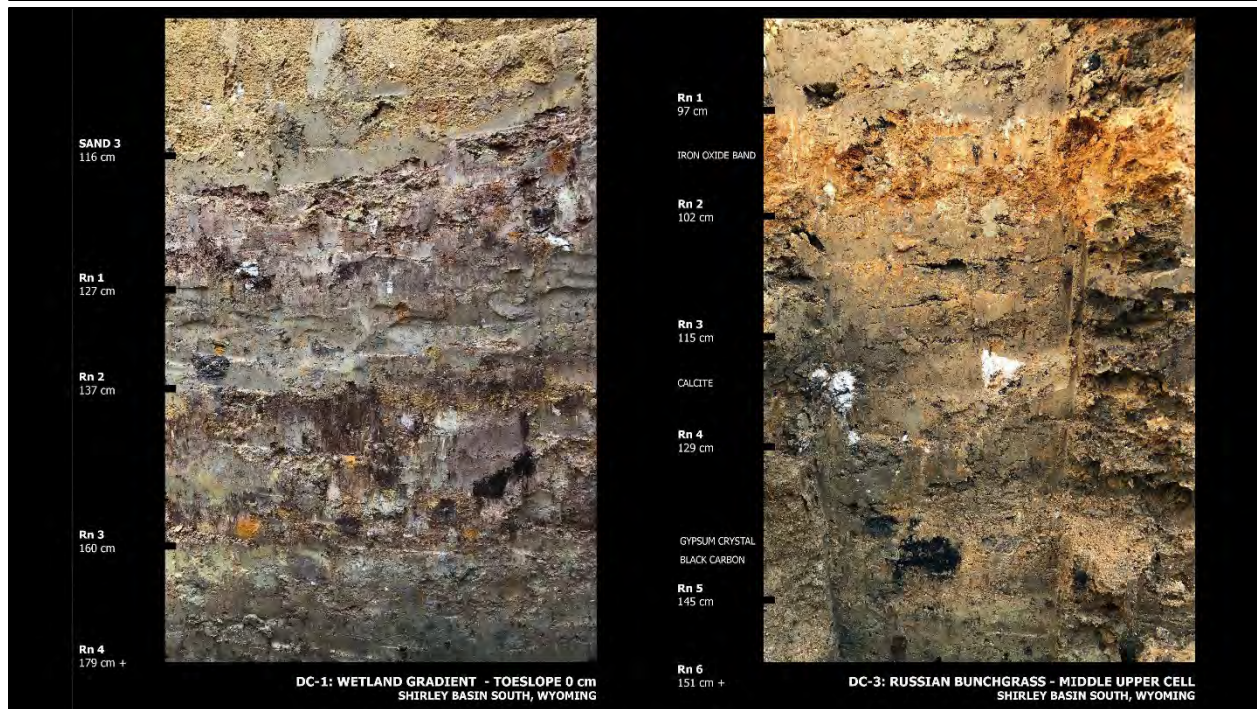 SAND 3
116 cm
Rn 1
127 cm
Rn 2
137 cm
Rn 3
160 cm
Rn 4
179 cm +
DC-1: WETLAND GRADIENT - TOESLOPE 0 cm
SHIRLEY BASIN SOUTH, WYOMING
Rn 1
97 cm
IRON OXIDE BAND
Rn 2
102 cm
Rn 3
115 cm
CALCITE
Rn 4
129 cm
GYPSUM CRYSTAL
BLACK CARBON
Rn 5
145 cm
Rn 6
151 cm +
DC-3: RUSSIAN BUNCHGRASS - MIDDLE UPPER CELL
SHIRLEY BASIN SOUTH, WYOMING